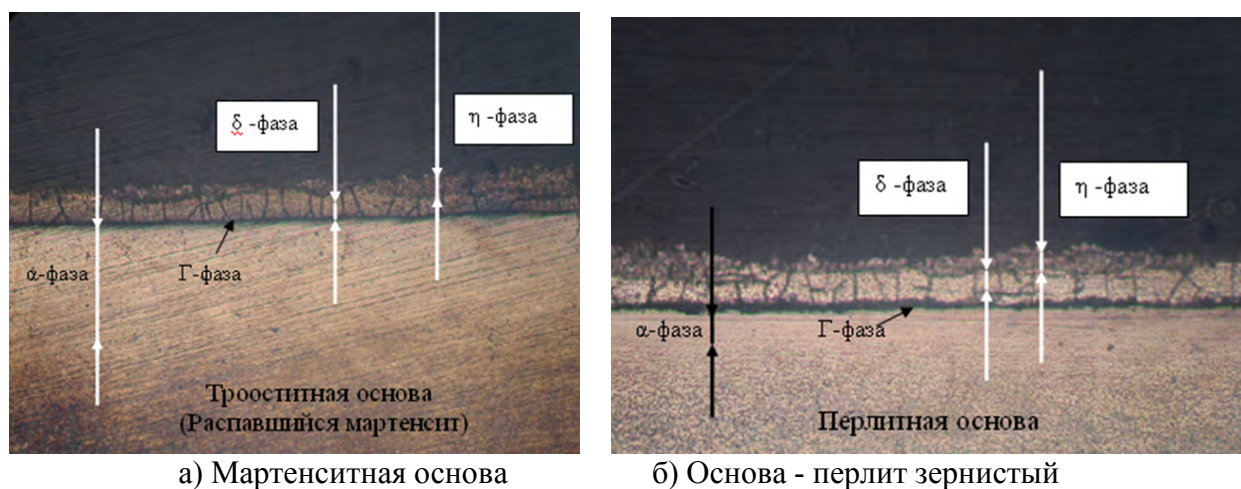 δ -фаза
η -фаза
α-фаза
Г-фаза
Трооститная основа
(Распавшийся мартенсит)
а) Мартенситная основа
δ -фаза
η -фаза
α-фаза
Г-фаза
Перлитная основа
б) Основа - перлит зернистый